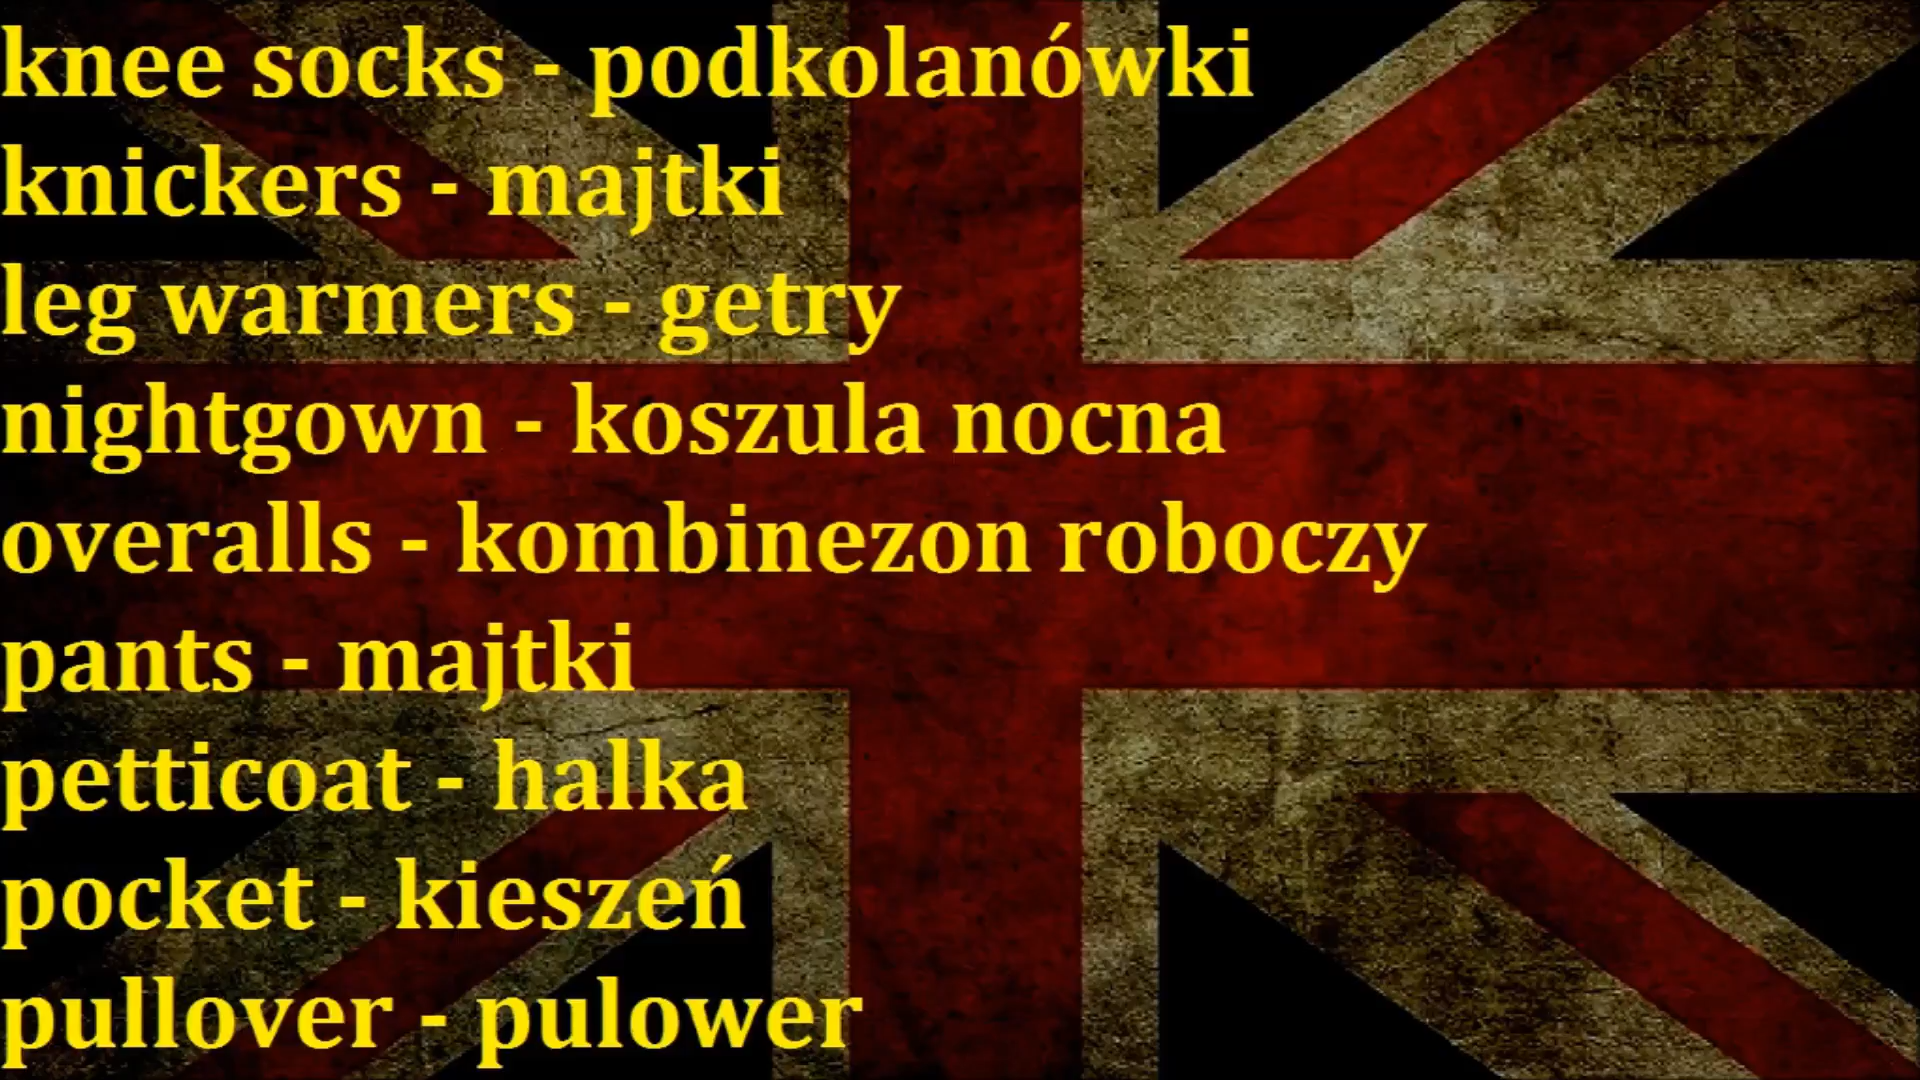 knee socks - podkolanówki
knickers - majtki
leg warmers - getry
nightgown - koszula nocna
overalls - kombinezon roboczy
pants - majtki
petticoat - halka
pocket - kieszeń
pullover - pulower